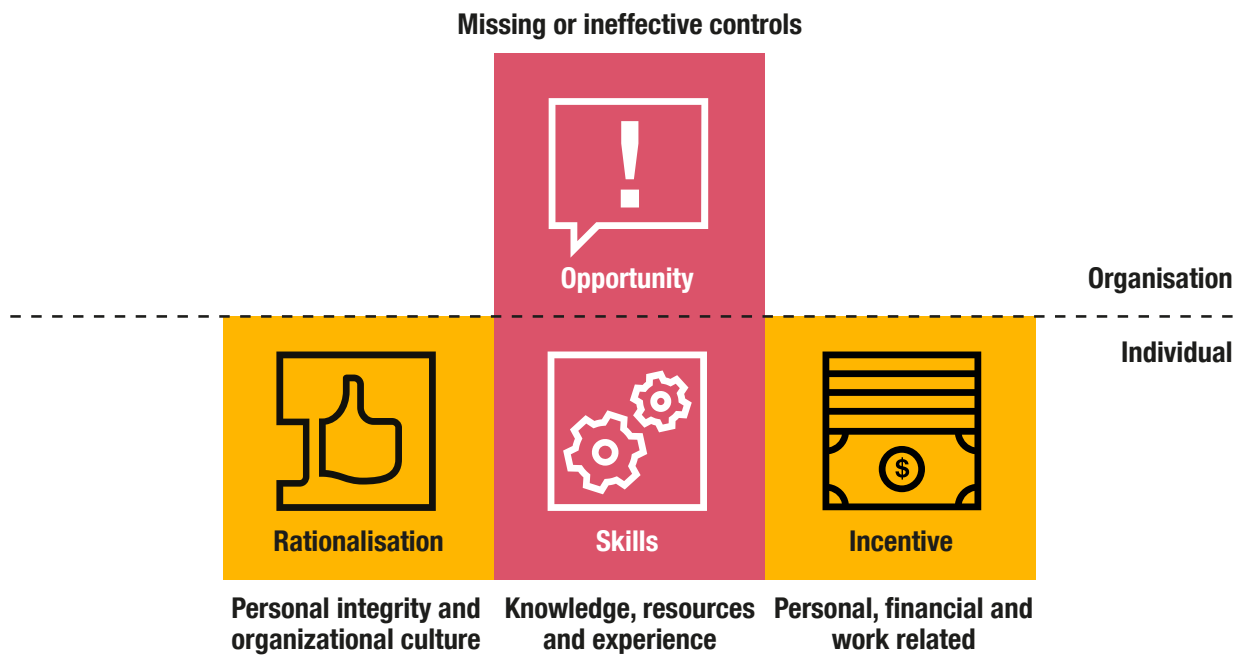 Missing or ineffective controls
!
Opportunity
Organisation
Individual
$
Rationalisation
Skills
Incentive
Personal integrity and
organizational culture
Knowledge, resources
and experience
Personal, financial and
work related